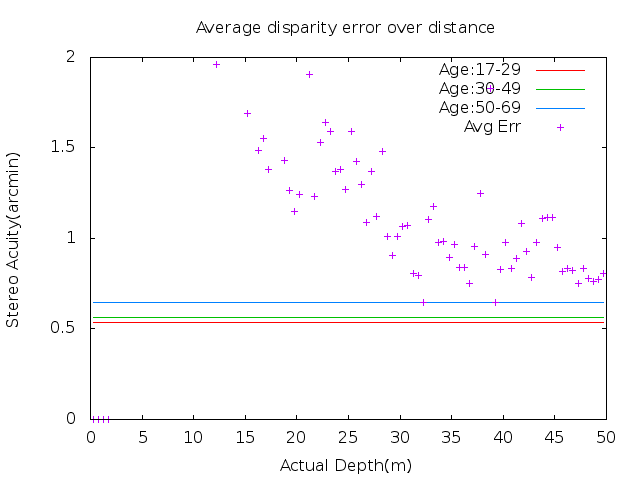 Average disparity error over distance
2
1.5
1
0.5
0
Stereo Acuity(arcmin)
Age:17-29
Age:30-49
Age:50-69
Avg Err
0 5 10 15 20 25 30 35 40 45 50
Actual Depth(m)